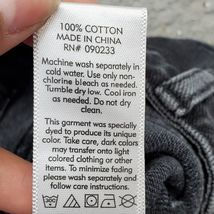 100% COTTON
MADE IN CHINA
RN# 090233
Machine wash separately in
cold water. Use only non-
chlorine bleach as needed.
Tumble dry low. Cool iron
as needed. Do not dry
clean.
This garment was specially
dyed to produce its unique
color. Take care, dark colors
may transfer onto light
colored clothing or other
items. To minimize fading
please wash separately and
follow instructions.